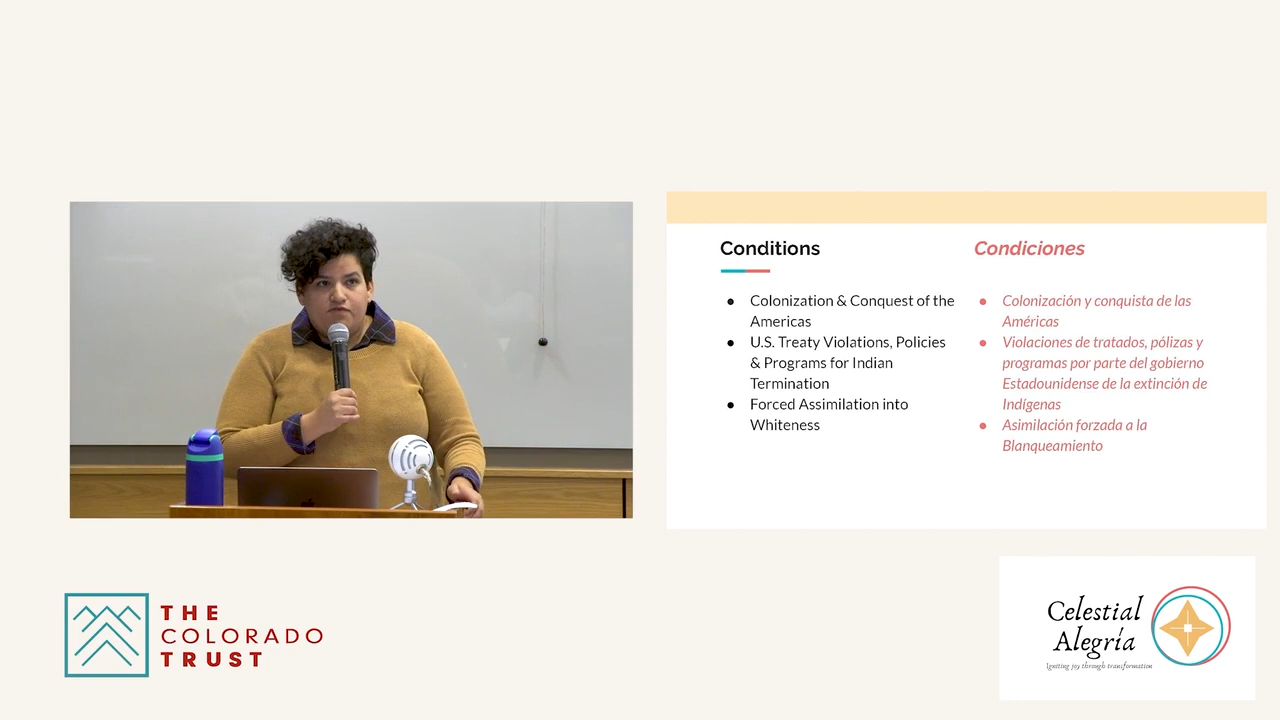 Conditions
Colonization & Conquest of the
Americas
U.S. Treaty Violations, Policies
& Programs for Indian
Termination
Forced Assimilation into
Whiteness
Condiciones
Colonización y conquista de las
Américas
Violaciones de tratados, pólizas y
programas por parte del gobierno
Estadounidense de la extinción de
Indígenas
Asimilación forzada a la
Blanqueamiento
THE
COLORADO
TRUST
Celestial
Alegría
Igniting joy through transformation